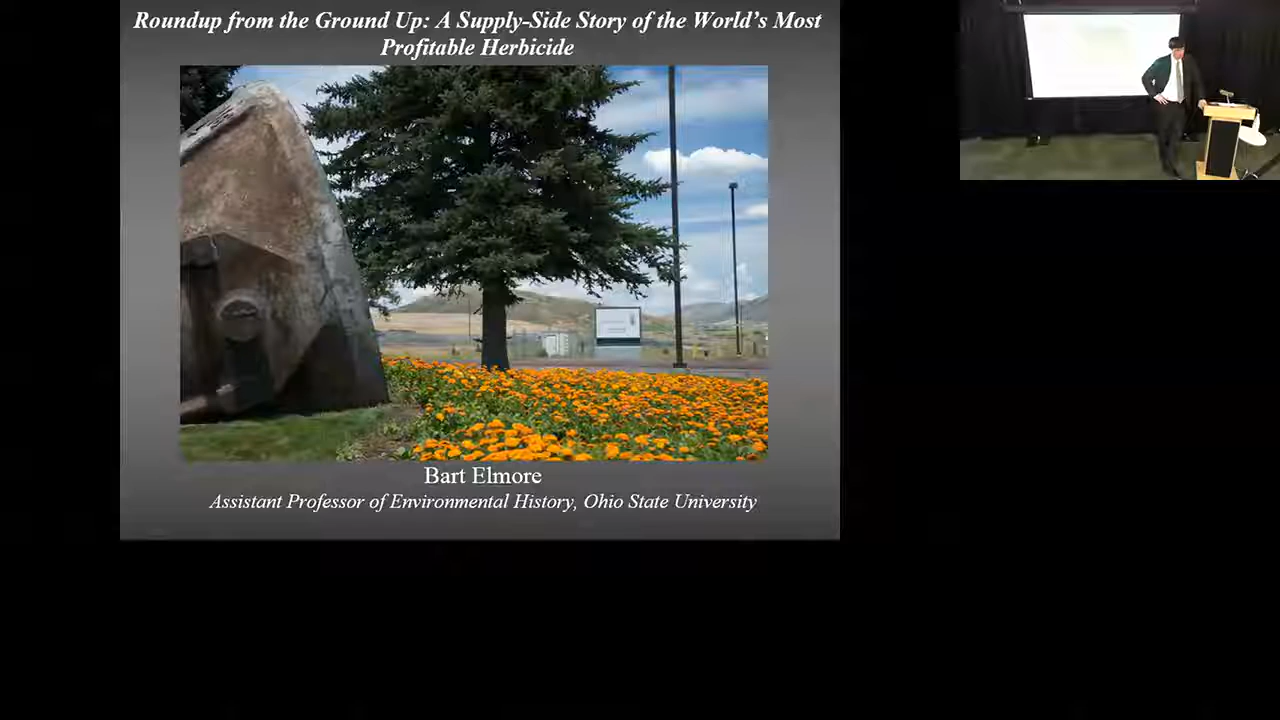 Roundup from the Ground Up: A Supply-Side Story of the World's Most
Profitable Herbicide
Bart Elmore
Assistant Professor of Environmental History, Ohio State University